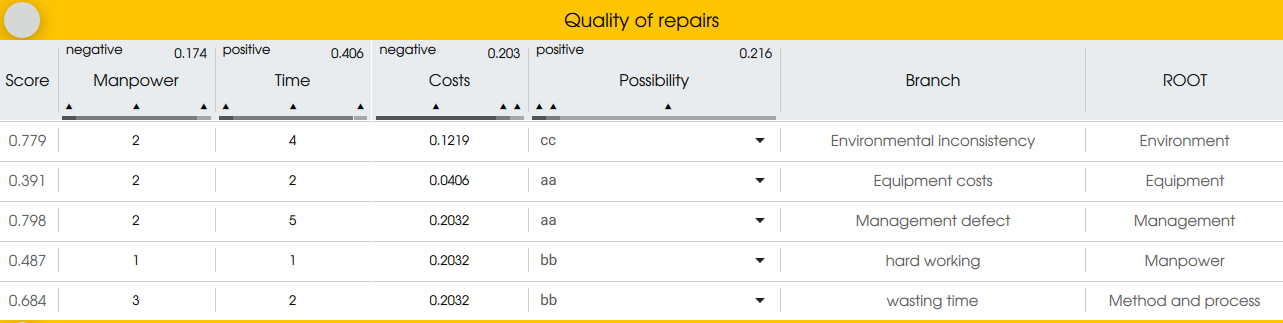 Quality of repairs
negative 0.174 positive 0.406 negative 0.203 positive 0.216
Score Manpower Time Costs Possibility Branch ROOT
0.779 2 4 0.1219 cc Environmental inconsistency Environment
0.391 2 2 0.0406 aa Equipment costs Equipment
0.798 2 5 0.2032 aa Management defect Management
0.487 1 1 0.2032 bb hard working Manpower
0.684 3 2 0.2032 bb wasting time Method and process